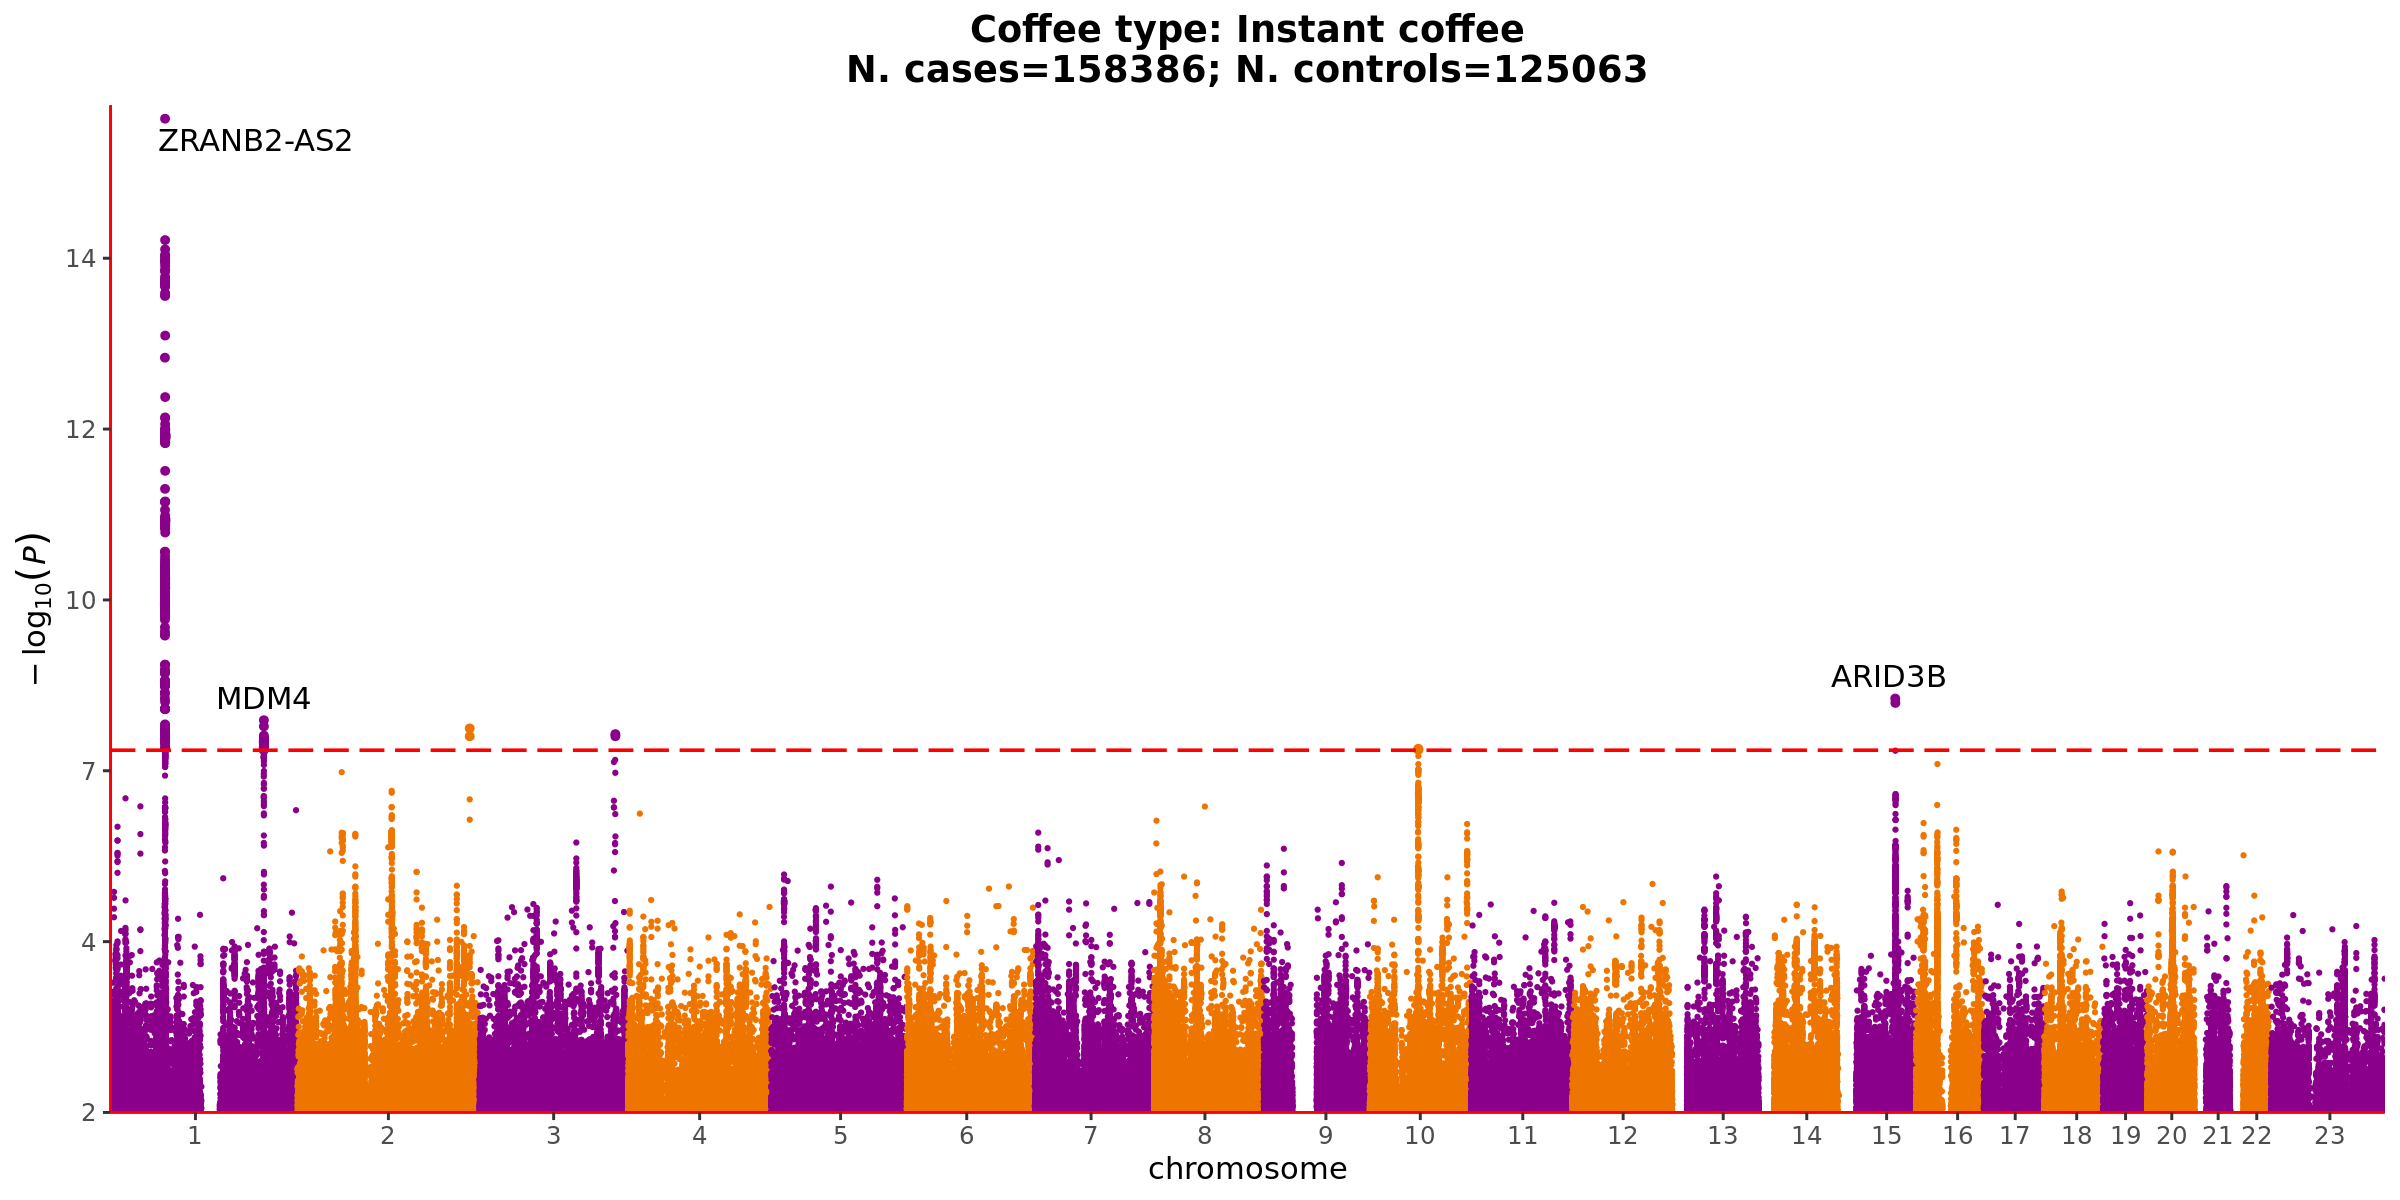 Coffee type: Instant coffee
N. cases=158386; N. controls=125063
ZRANB2-AS2
MDM4
ARID3B
− log10(P)
14
12
10
7
4
2
1 2 3 4 5 6 7 8 9 10 11 12 13 14 15 16 17 18 19 20 21 22 23
chromosome